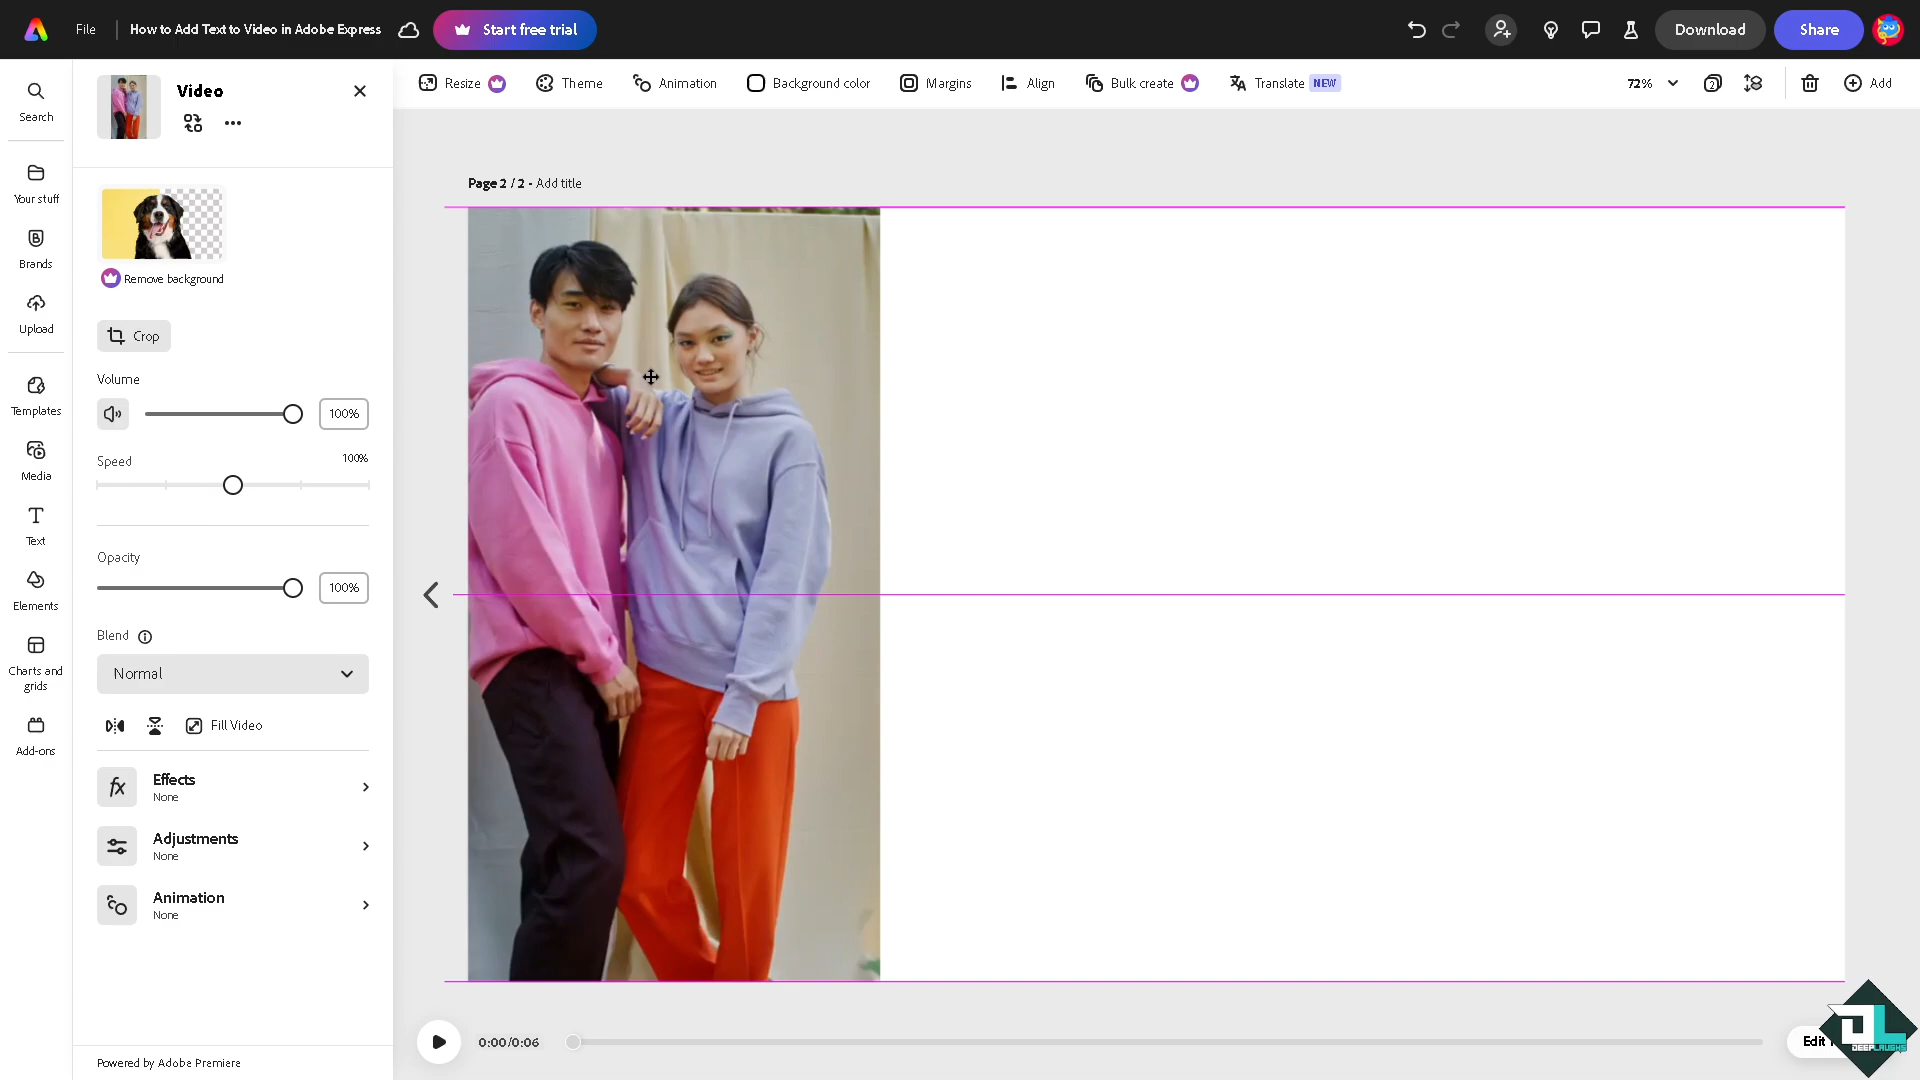 File
How to Add Text to Video in Adobe Express
Start free trial
Download
Share
Search
Your stuff
Brands
Upload
Templates
Media
Text
Elements
Charts and
grids
Add-ons
Video
Remove background
Crop
Volume
100%
Speed
100%
Opacity
100%
Blend
Normal
Fill Video
Effects
None
Adjustments
None
Animation
None
Powered by Adobe Premiere
Resize
Theme
Animation
Background color
Margins
Align
Bulk create
Translate NEW
72%
2
Add
Page 2 / 2 - Add title
0:00/0:06
Edit
DEEPLAUGHS